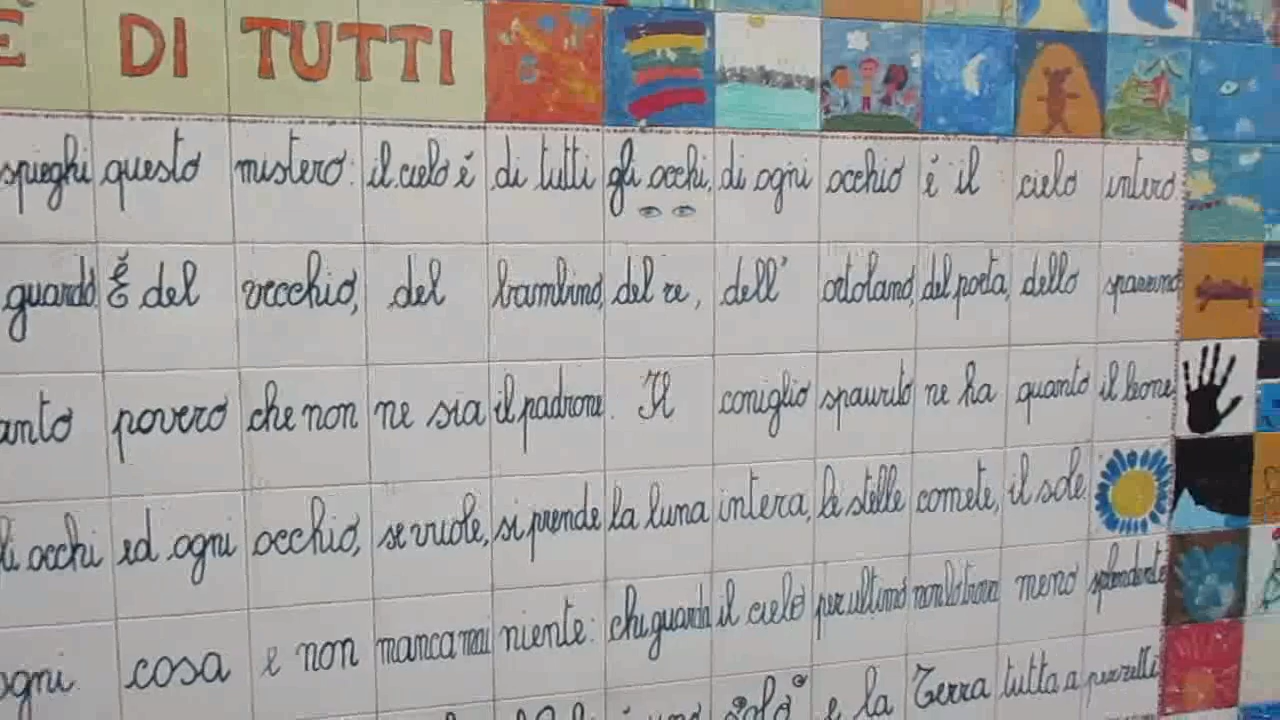 È DI TUTTI
spieghi questo mistero: il cielo é di tutti gli occhi, di ogni occhio é il cielo intero.
guarda. É del vecchio, del bambino, del re, dell' ortolano, del poeta, dello spazzino
povero che non ne sia il padrone. Il coniglio spaurito ne ha quanto il leone.
occhi ed ogni occhio, se vuole, si prende la luna intera, le stelle comete, il sole.
ogni cosa e non manca mai niente: chi guarda il cielo per ultimo non lo trova meno splendente
e la Terra tutta a pezzetti